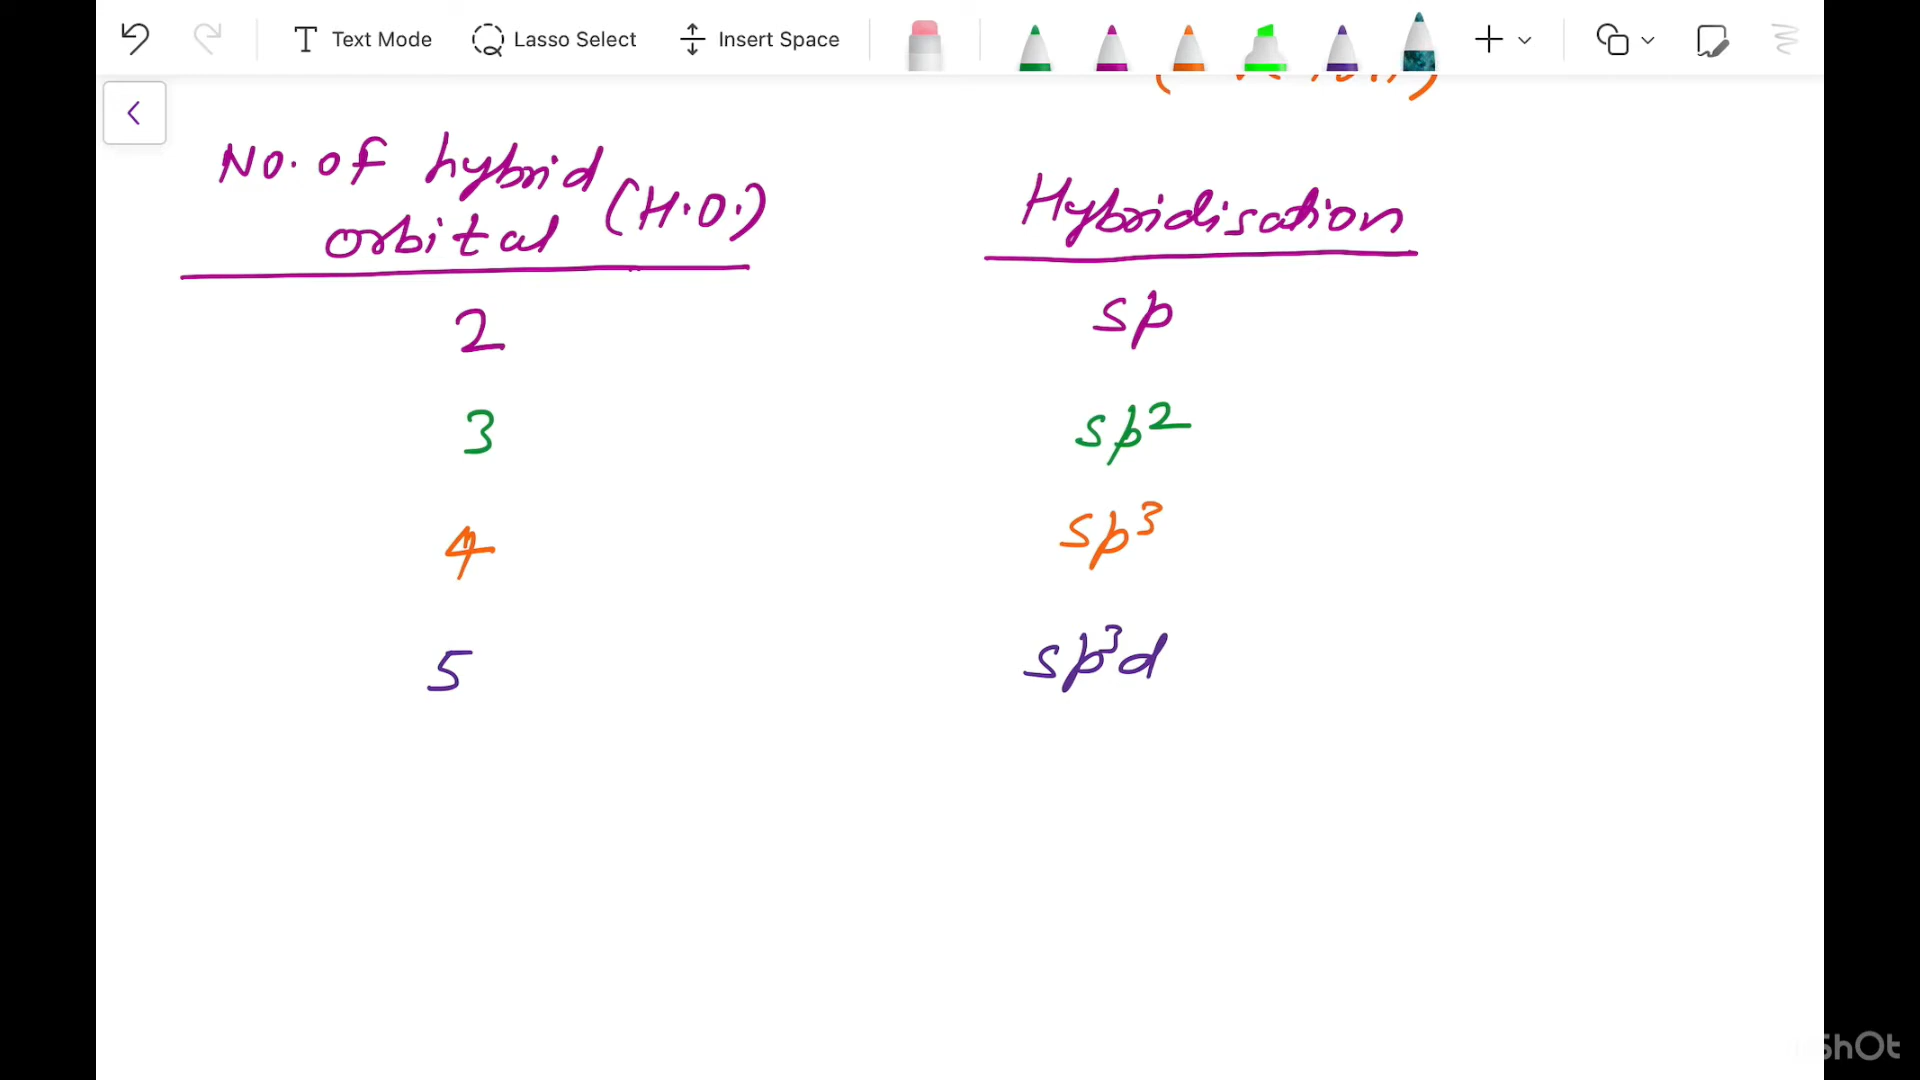 Text Mode Lasso Select Insert Space
No. of hybrid
orbital (H.O.)
Hybridisation
2 sp
3 sp²
4 sp³
5 sp³d